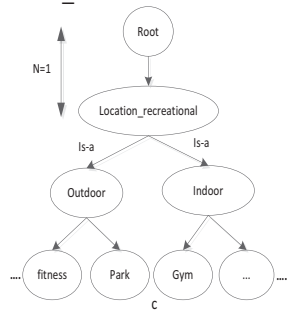 Root
N=1
Location_recreational
Is-a Is-a
Outdoor Indoor
.... fitness Park Gym ... ....
C